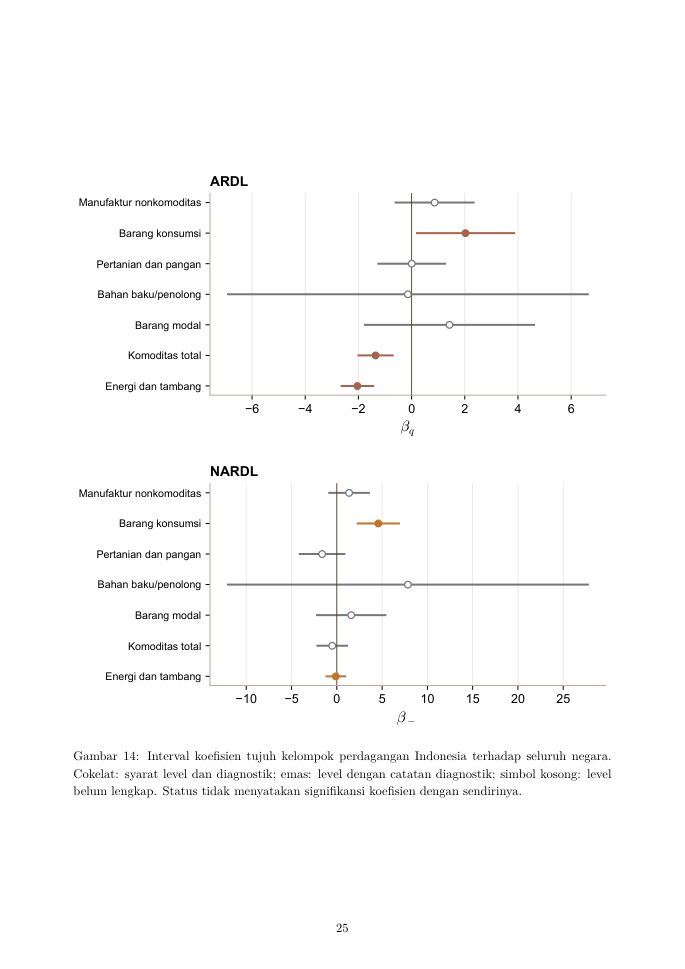 ARDL
Manufaktur nonkomoditas
Barang konsumsi
Pertanian dan pangan
Bahan baku/penolong
Barang modal
Komoditas total
Energi dan tambang
−6 −4 −2 0 2 4 6
β_q
NARDL
Manufaktur nonkomoditas
Barang konsumsi
Pertanian dan pangan
Bahan baku/penolong
Barang modal
Komoditas total
Energi dan tambang
−10 −5 0 5 10 15 20 25
β_−
Gambar 14: Interval koefisien tujuh kelompok perdagangan Indonesia terhadap seluruh negara.
Cokelat: syarat level dan diagnostik; emas: level dengan catatan diagnostik; simbol kosong: level
belum lengkap. Status tidak menyatakan signifikansi koefisien dengan sendirinya.
25